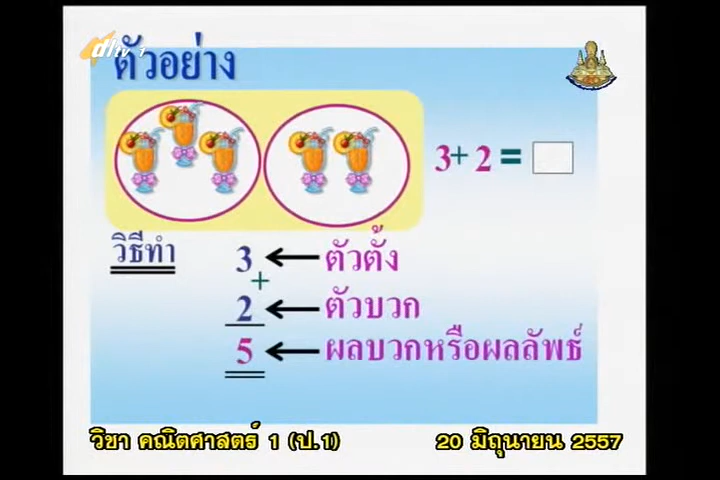 dltv 1
ตัวอย่าง
3 + 2 =
วิธีทำ
3 ตัวตั้ง
+
2 ตัวบวก
5 ผลบวกหรือผลลัพธ์
วิขา คณิตศาสตร์ 1 (ป.1)
20 มิถุนายน 2557